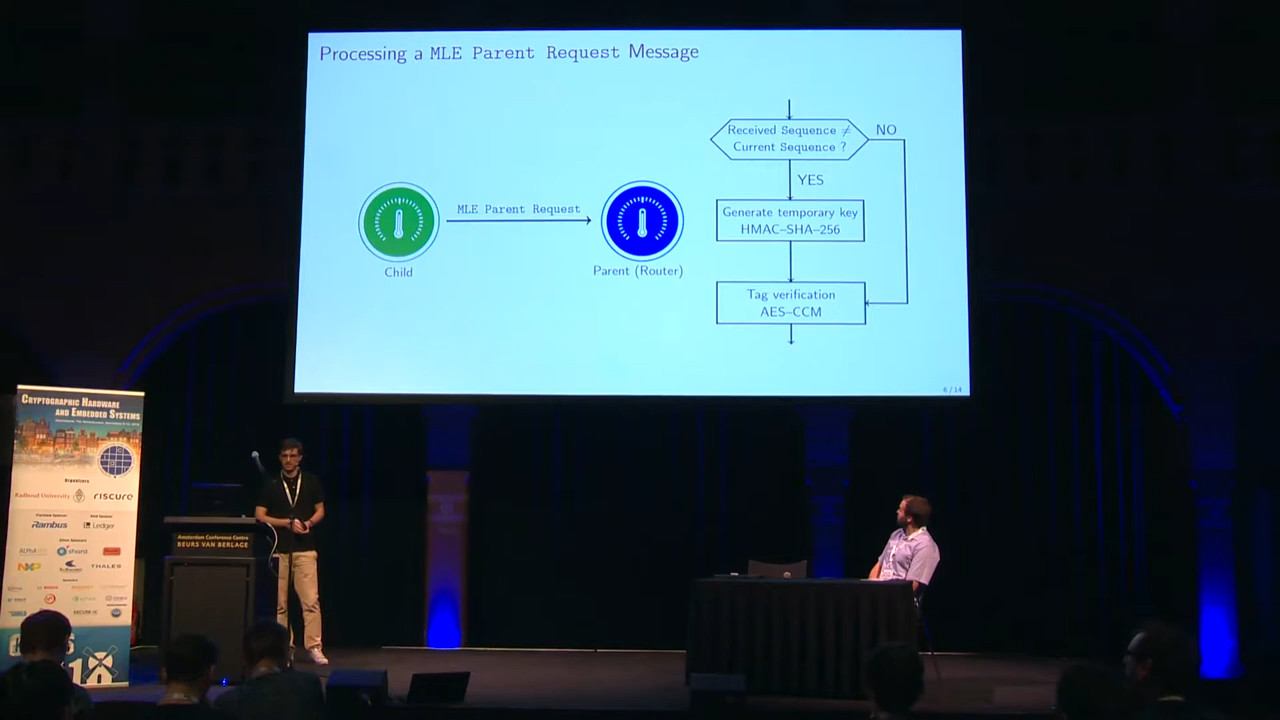 Processing a MLE Parent Request Message
Received Sequence ≠
Current Sequence ?
NO
YES
MLE Parent Request
Generate temporary key
HMAC–SHA–256
Child
Parent (Router)
Tag verification
AES–CCM
6 / 14
Cryptographic Hardware
and Embedded Systems
Organizers
Radboud University
riscure
Rambus
Ledger
NXP
THALES
Amsterdam Conference Centre
BEURS VAN BERLAGE